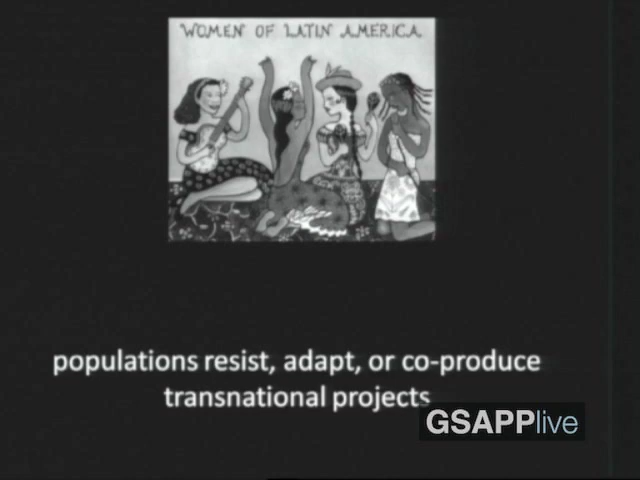 WOMEN OF LATIN AMERICA
populations resist, adapt, or co-produce
transnational projects
GSAPPlive